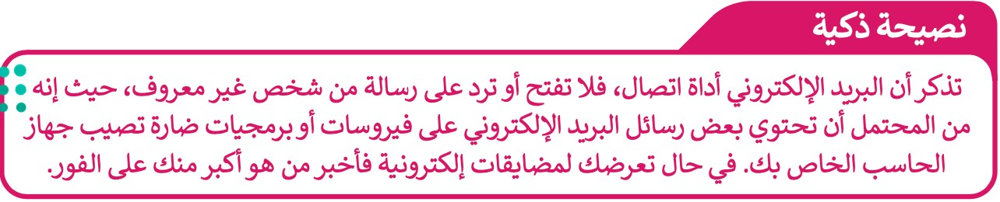 نصيحة ذكية
تذكر أن البريد الإلكتروني أداة اتصال، فلا تفتح أو ترد على رسالة من شخص غير معروف، حيث إنه
من المحتمل أن تحتوي بعض رسائل البريد الإلكتروني على فيروسات أو برمجيات ضارة تصيب جهاز
الحاسب الخاص بك. في حال تعرضك لمضايقات إلكترونية فأخبر من هو أكبر منك على الفور.